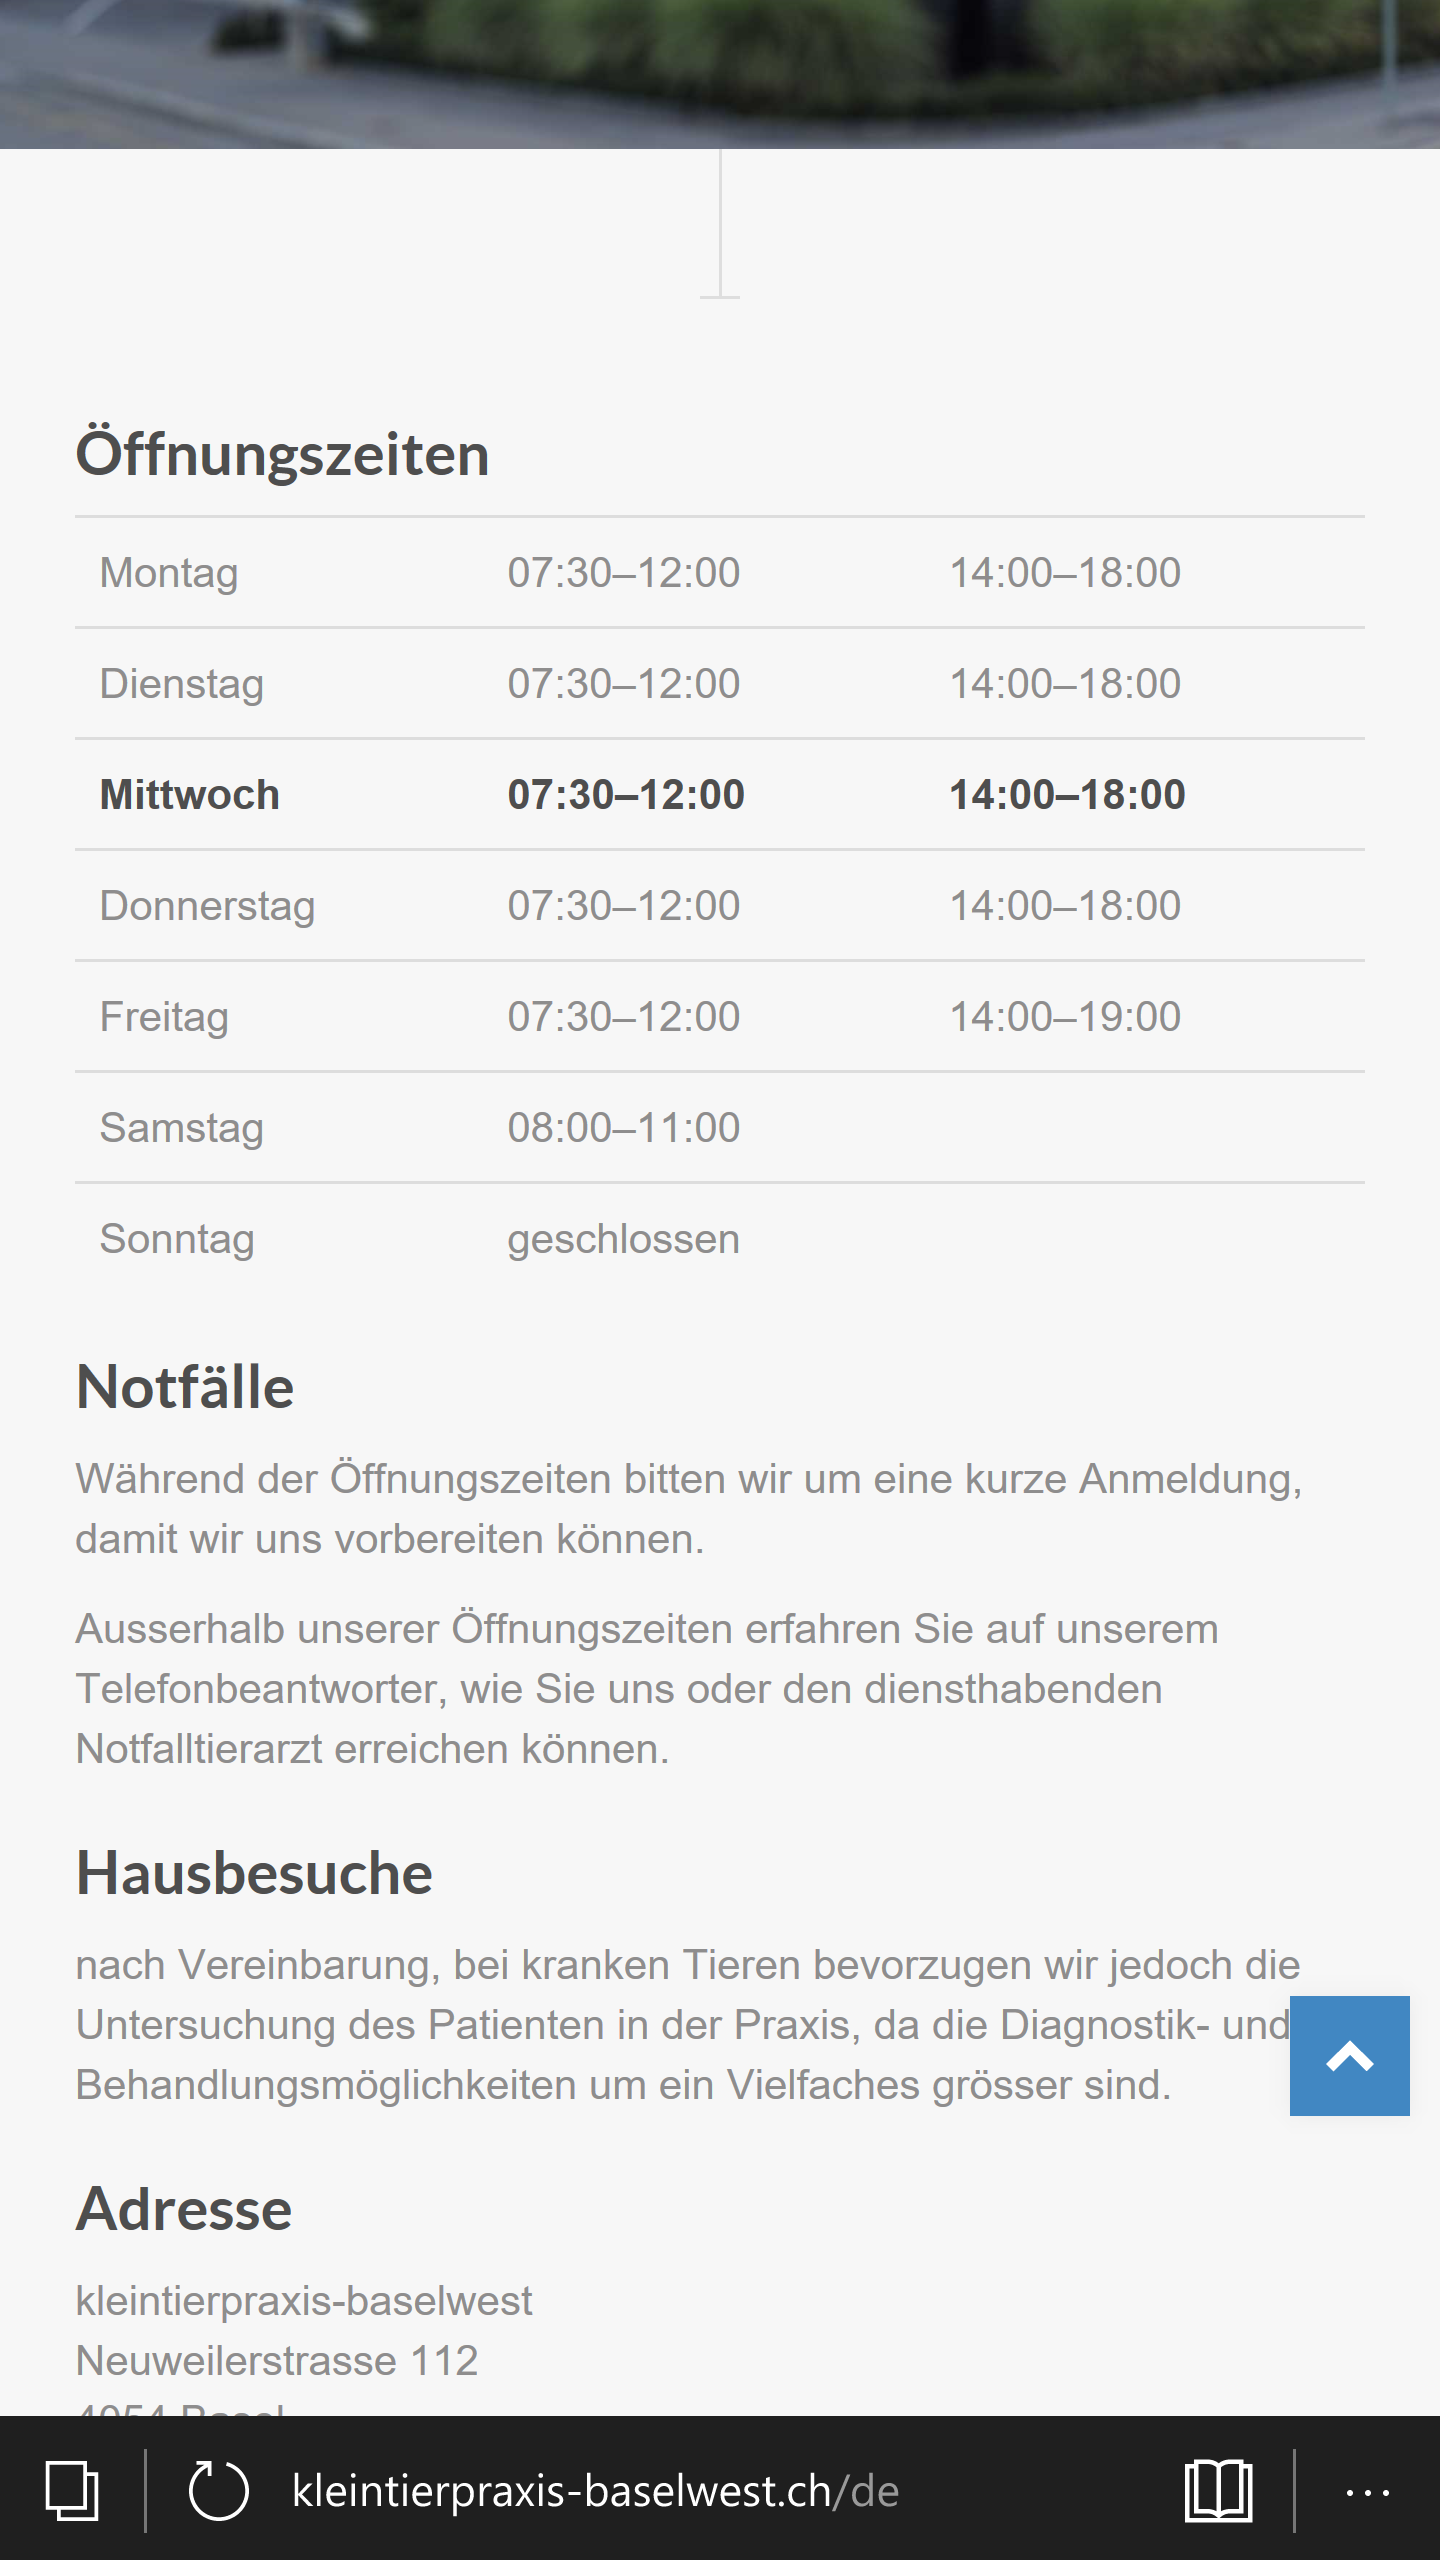 Öffnungszeiten
Montag 07:30–12:00 14:00–18:00
Dienstag 07:30–12:00 14:00–18:00
Mittwoch 07:30–12:00 14:00–18:00
Donnerstag 07:30–12:00 14:00–18:00
Freitag 07:30–12:00 14:00–19:00
Samstag 08:00–11:00
Sonntag geschlossen
Notfälle
Während der Öffnungszeiten bitten wir um eine kurze Anmeldung,
damit wir uns vorbereiten können.
Ausserhalb unserer Öffnungszeiten erfahren Sie auf unserem
Telefonbeantworter, wie Sie uns oder den diensthabenden
Notfalltierarzt erreichen können.
Hausbesuche
nach Vereinbarung, bei kranken Tieren bevorzugen wir jedoch die
Untersuchung des Patienten in der Praxis, da die Diagnostik- und
Behandlungsmöglichkeiten um ein Vielfaches grösser sind.
Adresse
kleintierpraxis-baselwest
Neuweilerstrasse 112
4054 Basel
kleintierpraxis-baselwest.ch/de